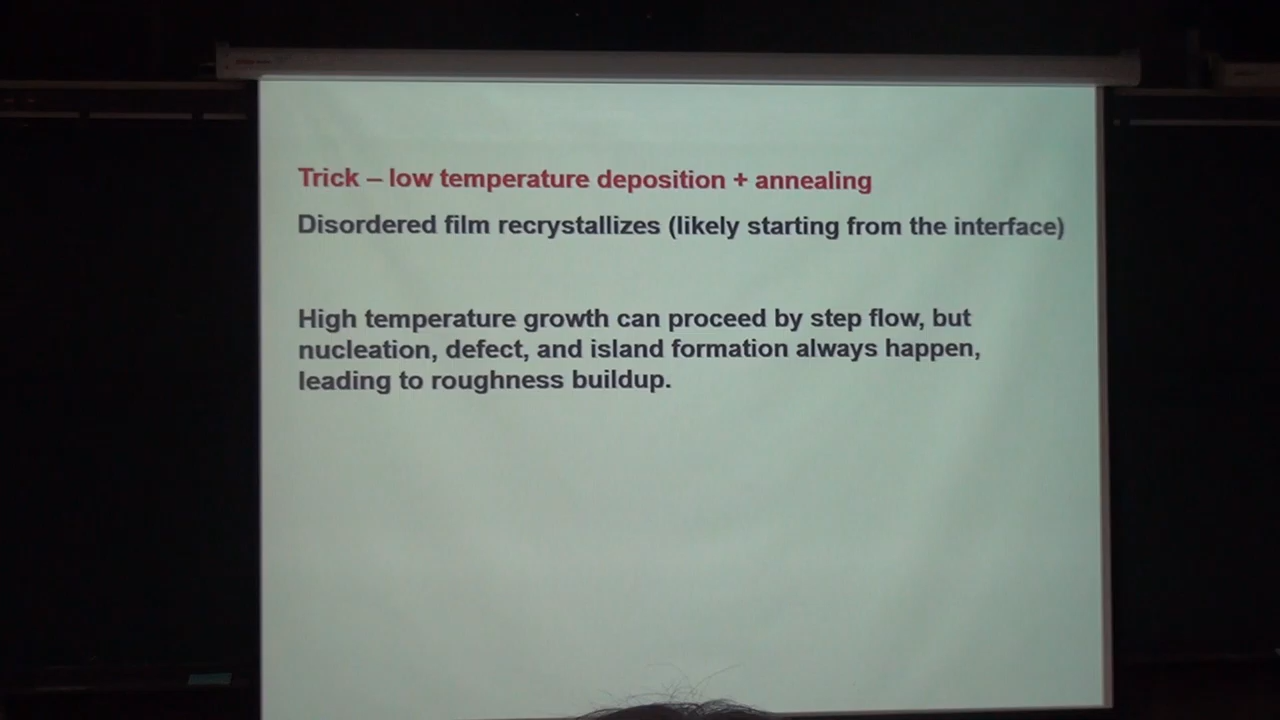 Trick – low temperature deposition + annealing
Disordered film recrystallizes (likely starting from the interface)
High temperature growth can proceed by step flow, but
nucleation, defect, and island formation always happen,
leading to roughness buildup.